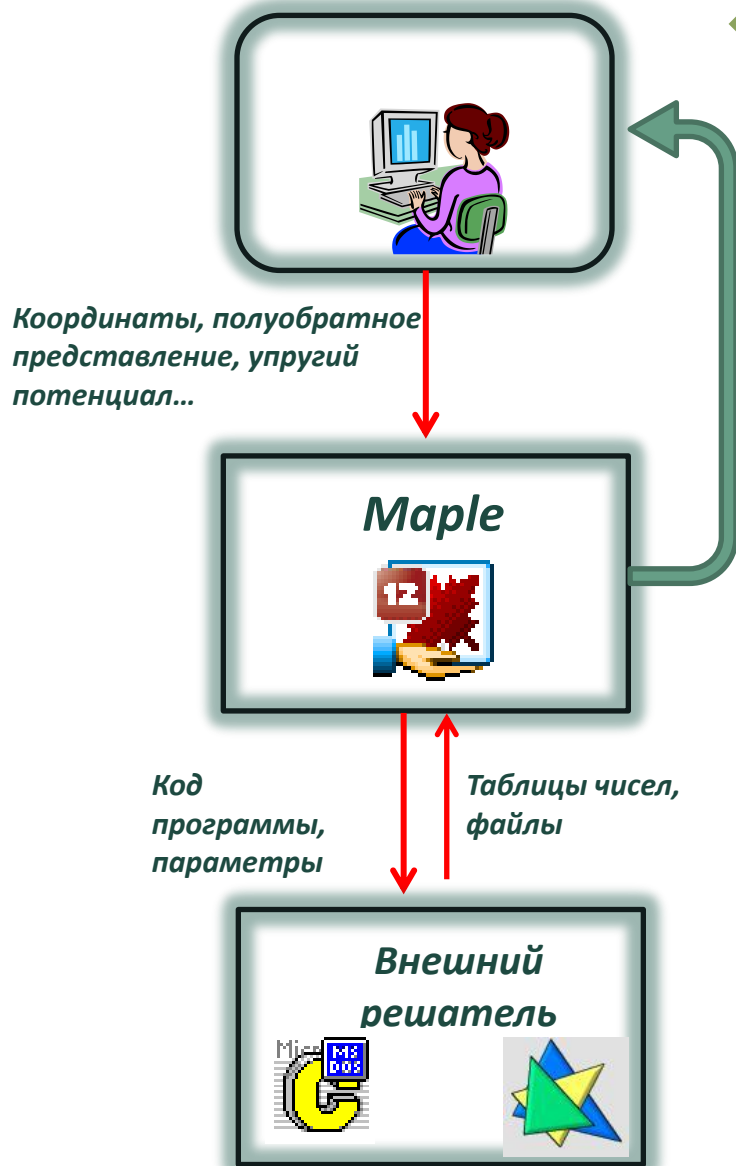 Координаты, полуобратное
представление, упругий
потенциал…
Maple
12
Код
программы,
параметры
Таблицы чисел,
файлы
Внешний
решатель
MS
DOS